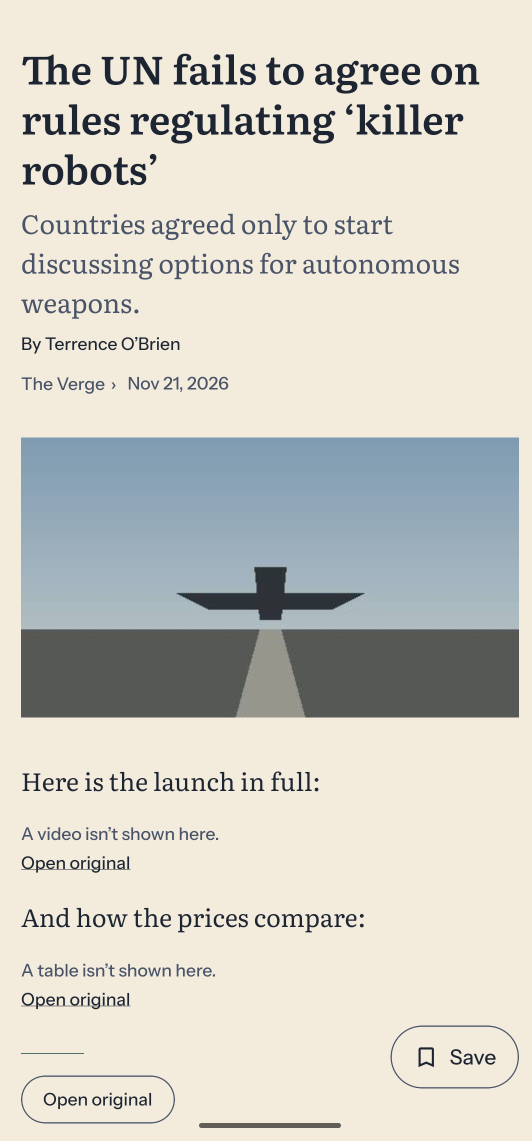 The UN fails to agree on
rules regulating ‘killer
robots’
Countries agreed only to start
discussing options for autonomous
weapons.
By Terrence O’Brien
The Verge › Nov 21, 2026
Here is the launch in full:
A video isn’t shown here.
Open original
And how the prices compare:
A table isn’t shown here.
Open original
Save
Open original